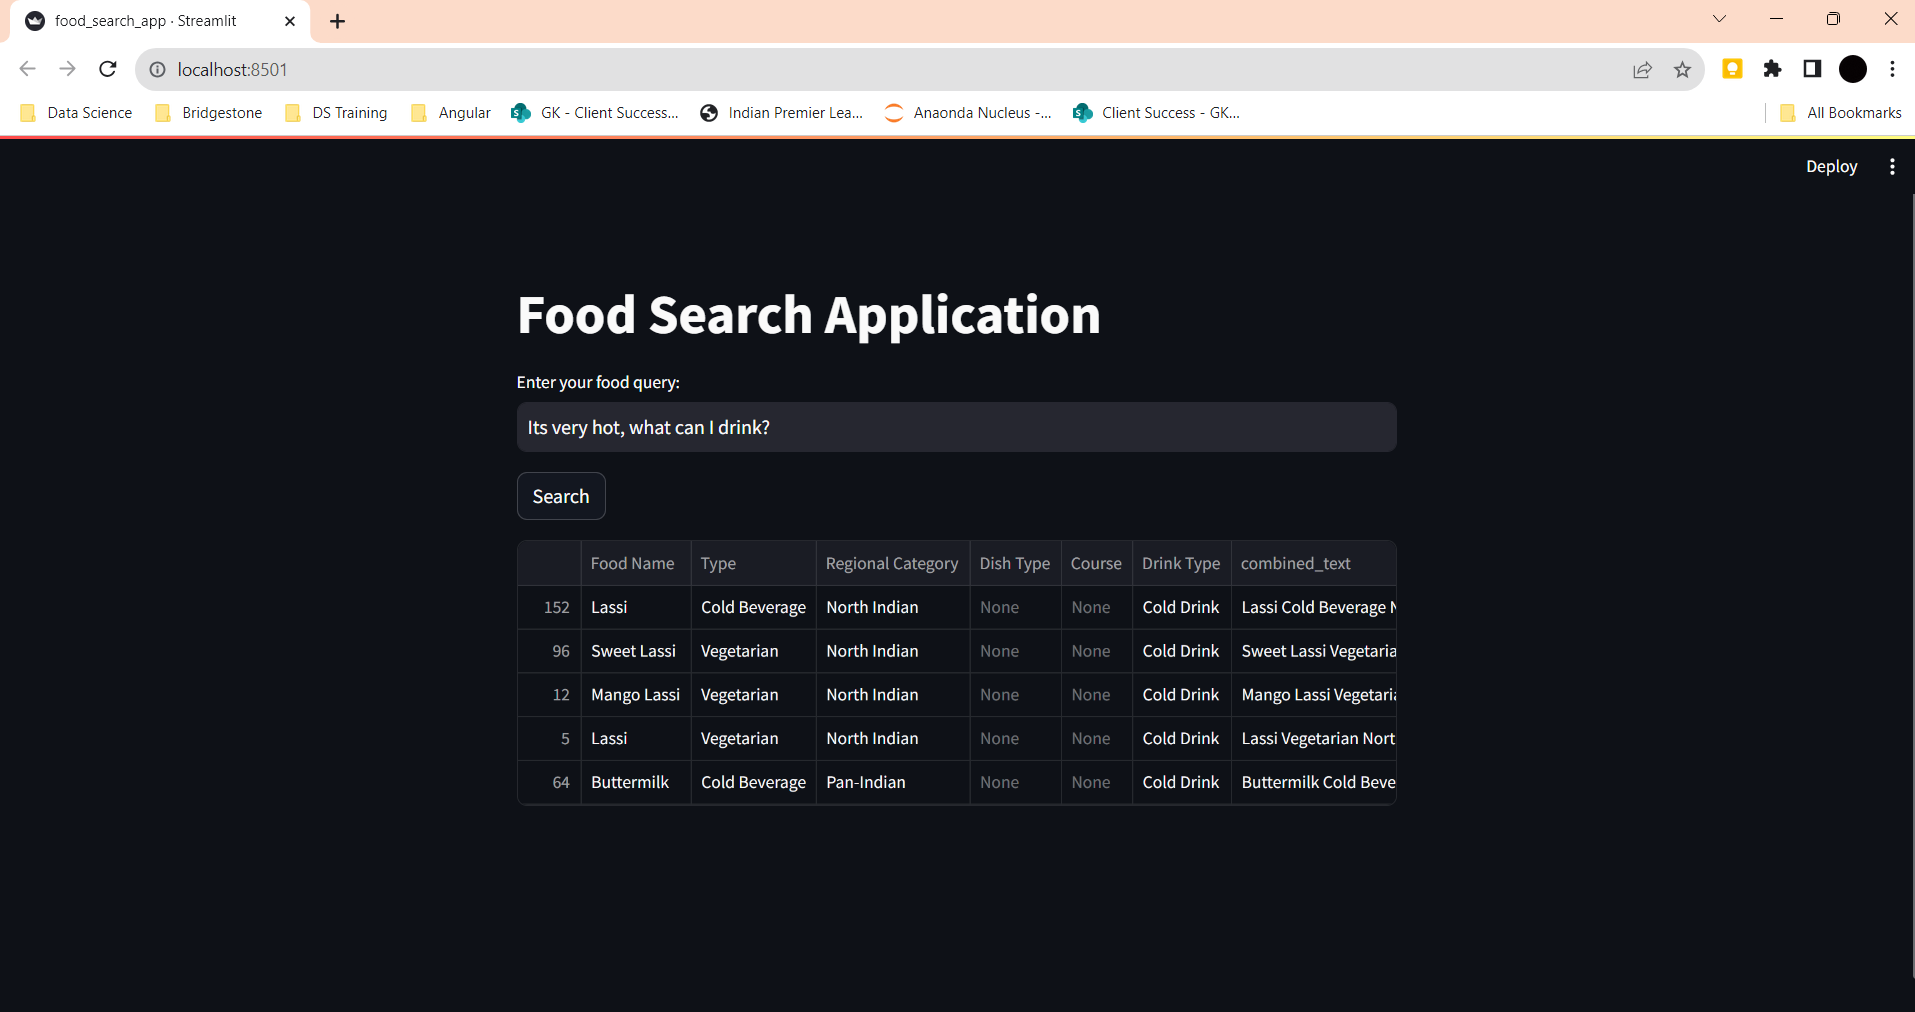 food_search_app · Streamlit
localhost:8501
Data Science Bridgestone DS Training Angular GK - Client Success... Indian Premier Lea... Anaonda Nucleus -... Client Success - GK... All Bookmarks
Deploy
Food Search Application
Enter your food query:
Its very hot, what can I drink?
Search
Food Name Type Regional Category Dish Type Course Drink Type combined_text
152 Lassi Cold Beverage North Indian None None Cold Drink Lassi Cold Beverage N
96 Sweet Lassi Vegetarian North Indian None None Cold Drink Sweet Lassi Vegetaria
12 Mango Lassi Vegetarian North Indian None None Cold Drink Mango Lassi Vegetaria
5 Lassi Vegetarian North Indian None None Cold Drink Lassi Vegetarian Nort
64 Buttermilk Cold Beverage Pan-Indian None None Cold Drink Buttermilk Cold Beve